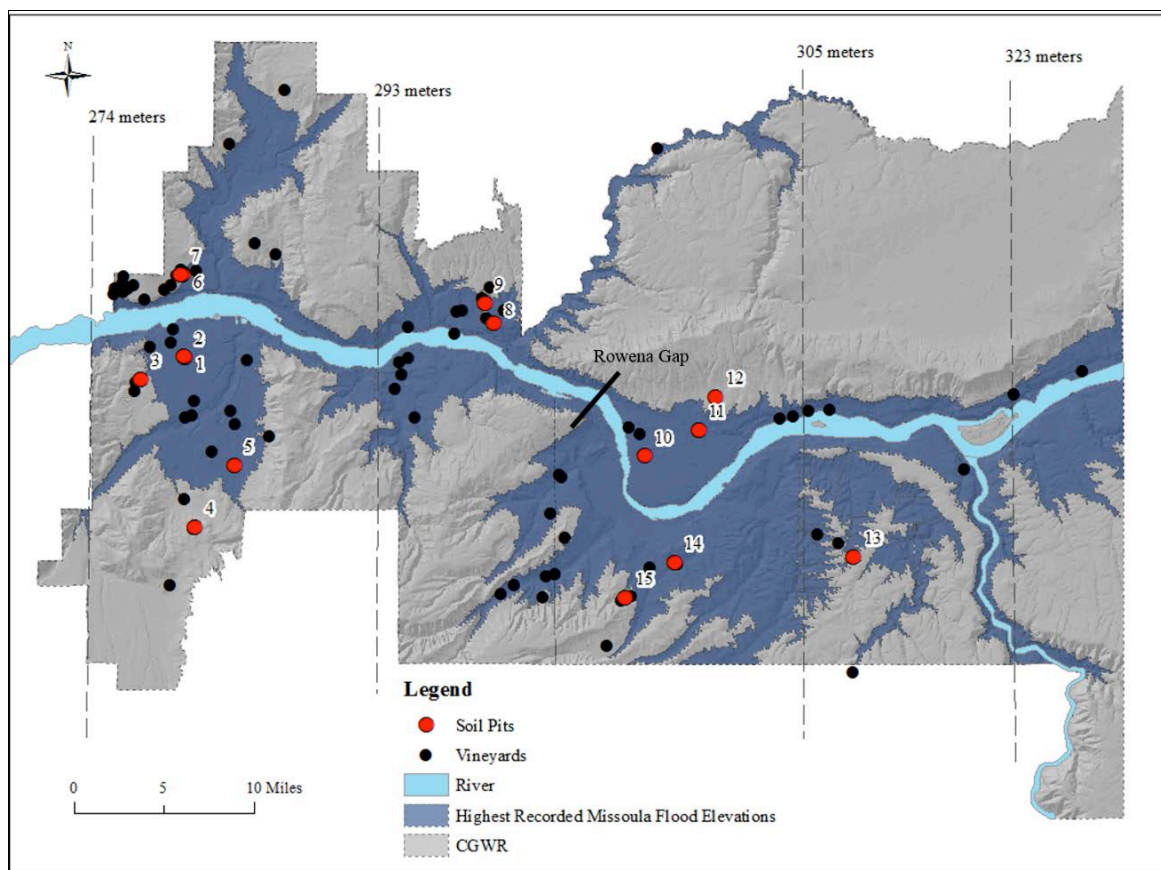 N
274 meters
293 meters
305 meters
323 meters
7
6
9
8
2
3
1
Rowena Gap
12
11
10
5
4
14
13
15
Legend
Soil Pits
Vineyards
River
Highest Recorded Missoula Flood Elevations
CGWR
0 5 10 Miles